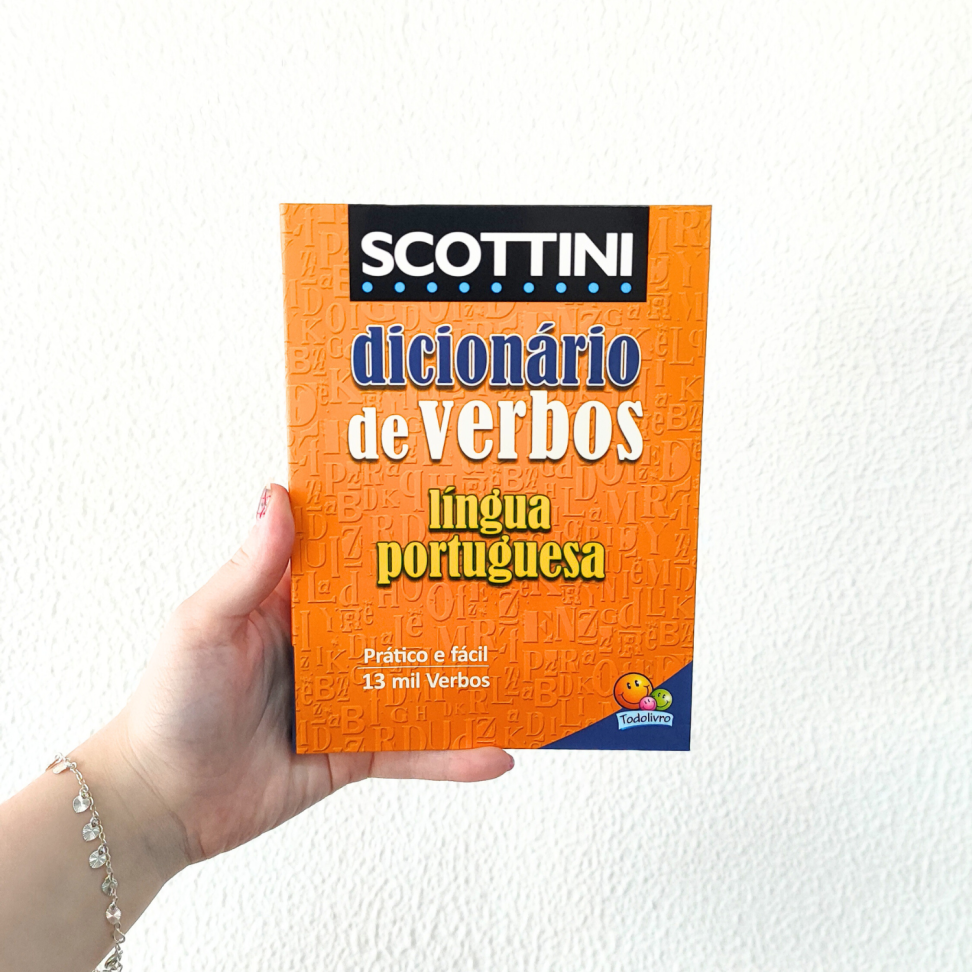 SCOTTINI
dicionário
de verbos
língua
portuguesa
Prático e fácil
13 mil Verbos
Todolivro